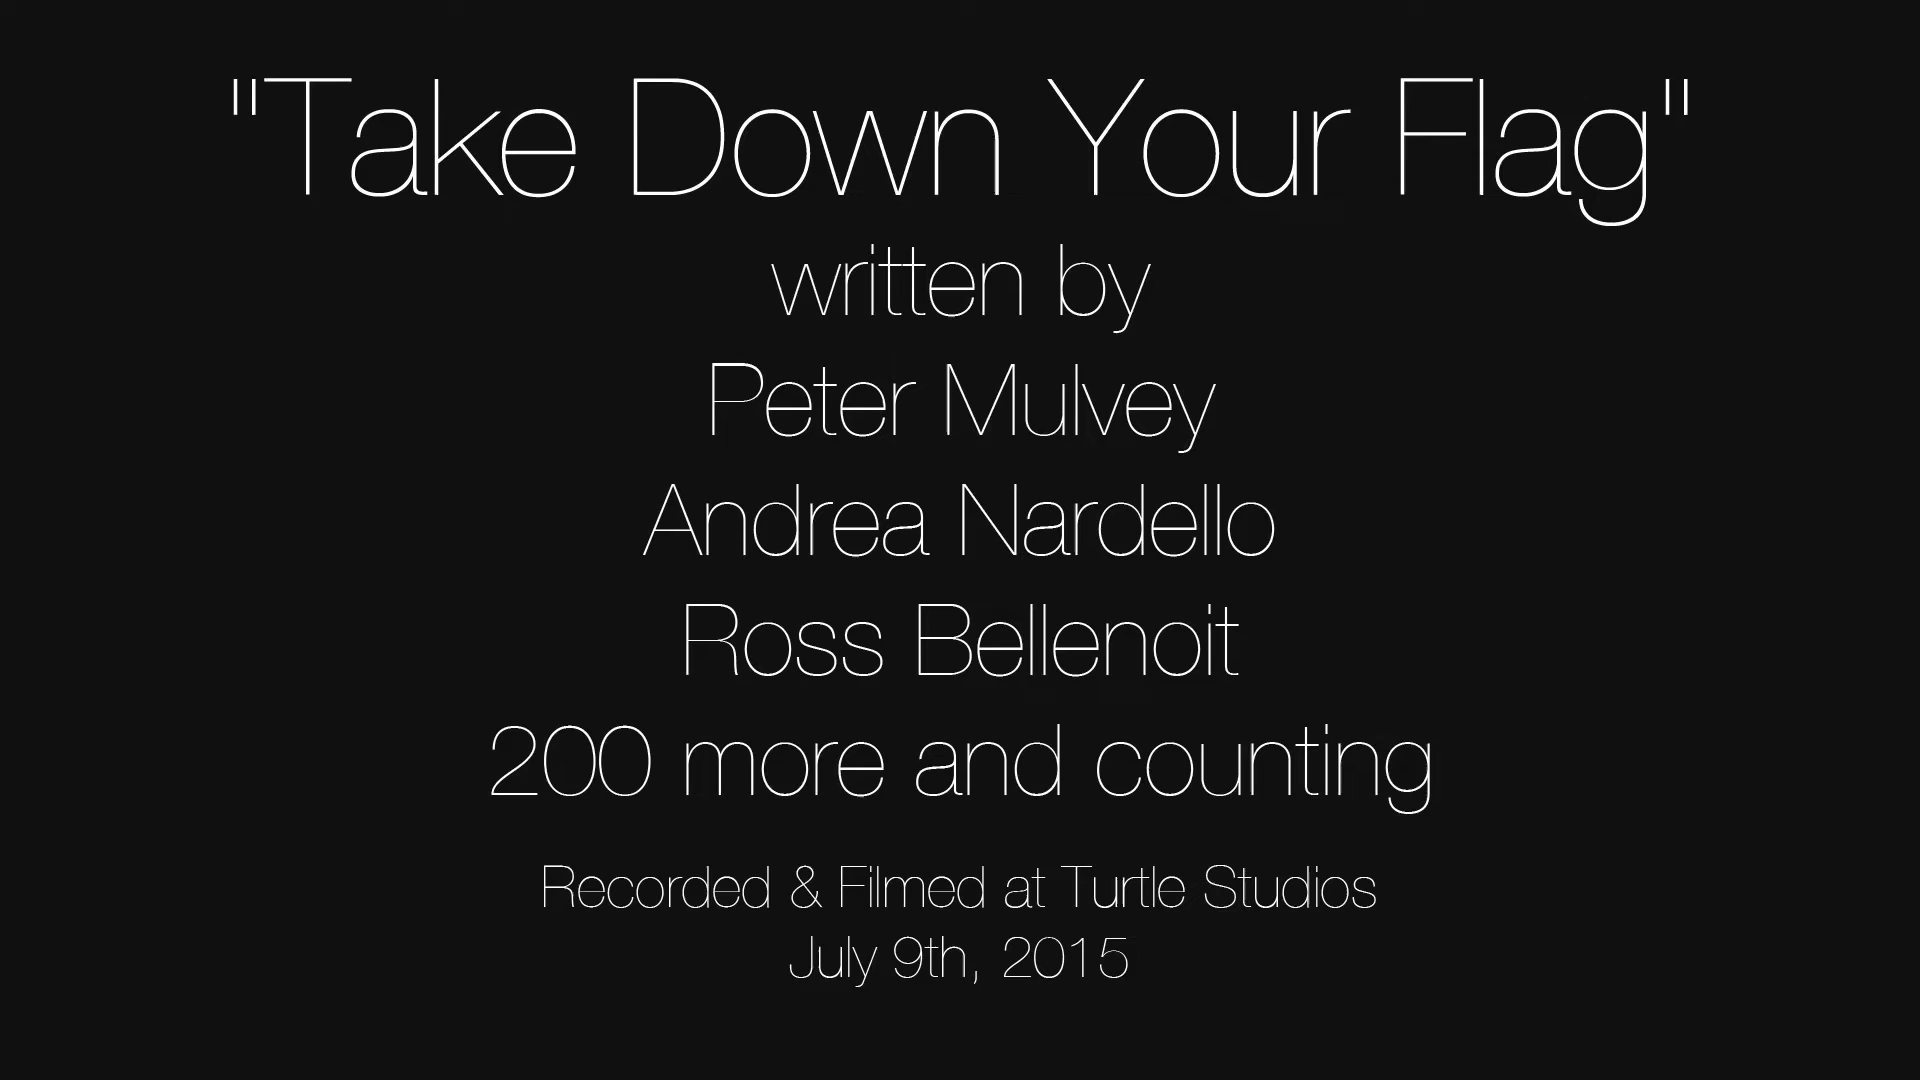 "Take Down Your Flag"
written by
Peter Mulvey
Andrea Nardello
Ross Bellenoit
200 more and counting
Recorded & Filmed at Turtle Studios
July 9th, 2015